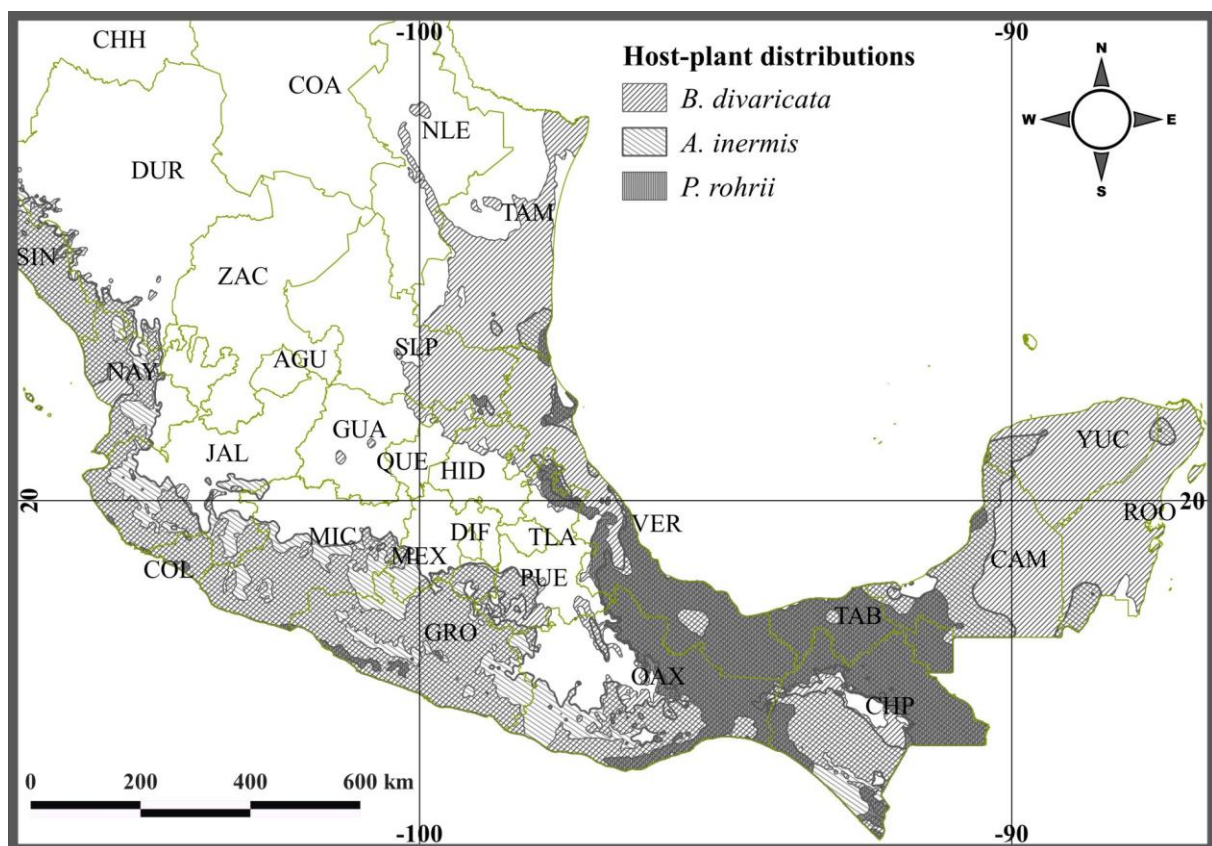 -100
-90
CHH
COA
NLE
DUR
TAM
SIN
ZAC
Host-plant distributions
B. divaricata
A. inermis
P. rohrii
N
W
E
S
SLP
AGU
NAY
GUA
QUE
JAL
HID
YUC
20
20
ROO
VER
MIC
DIF
TLA
MEX
CAM
COL
PUE
TAB
GRO
OAX
CHP
0 200 400 600 km
-100
-90